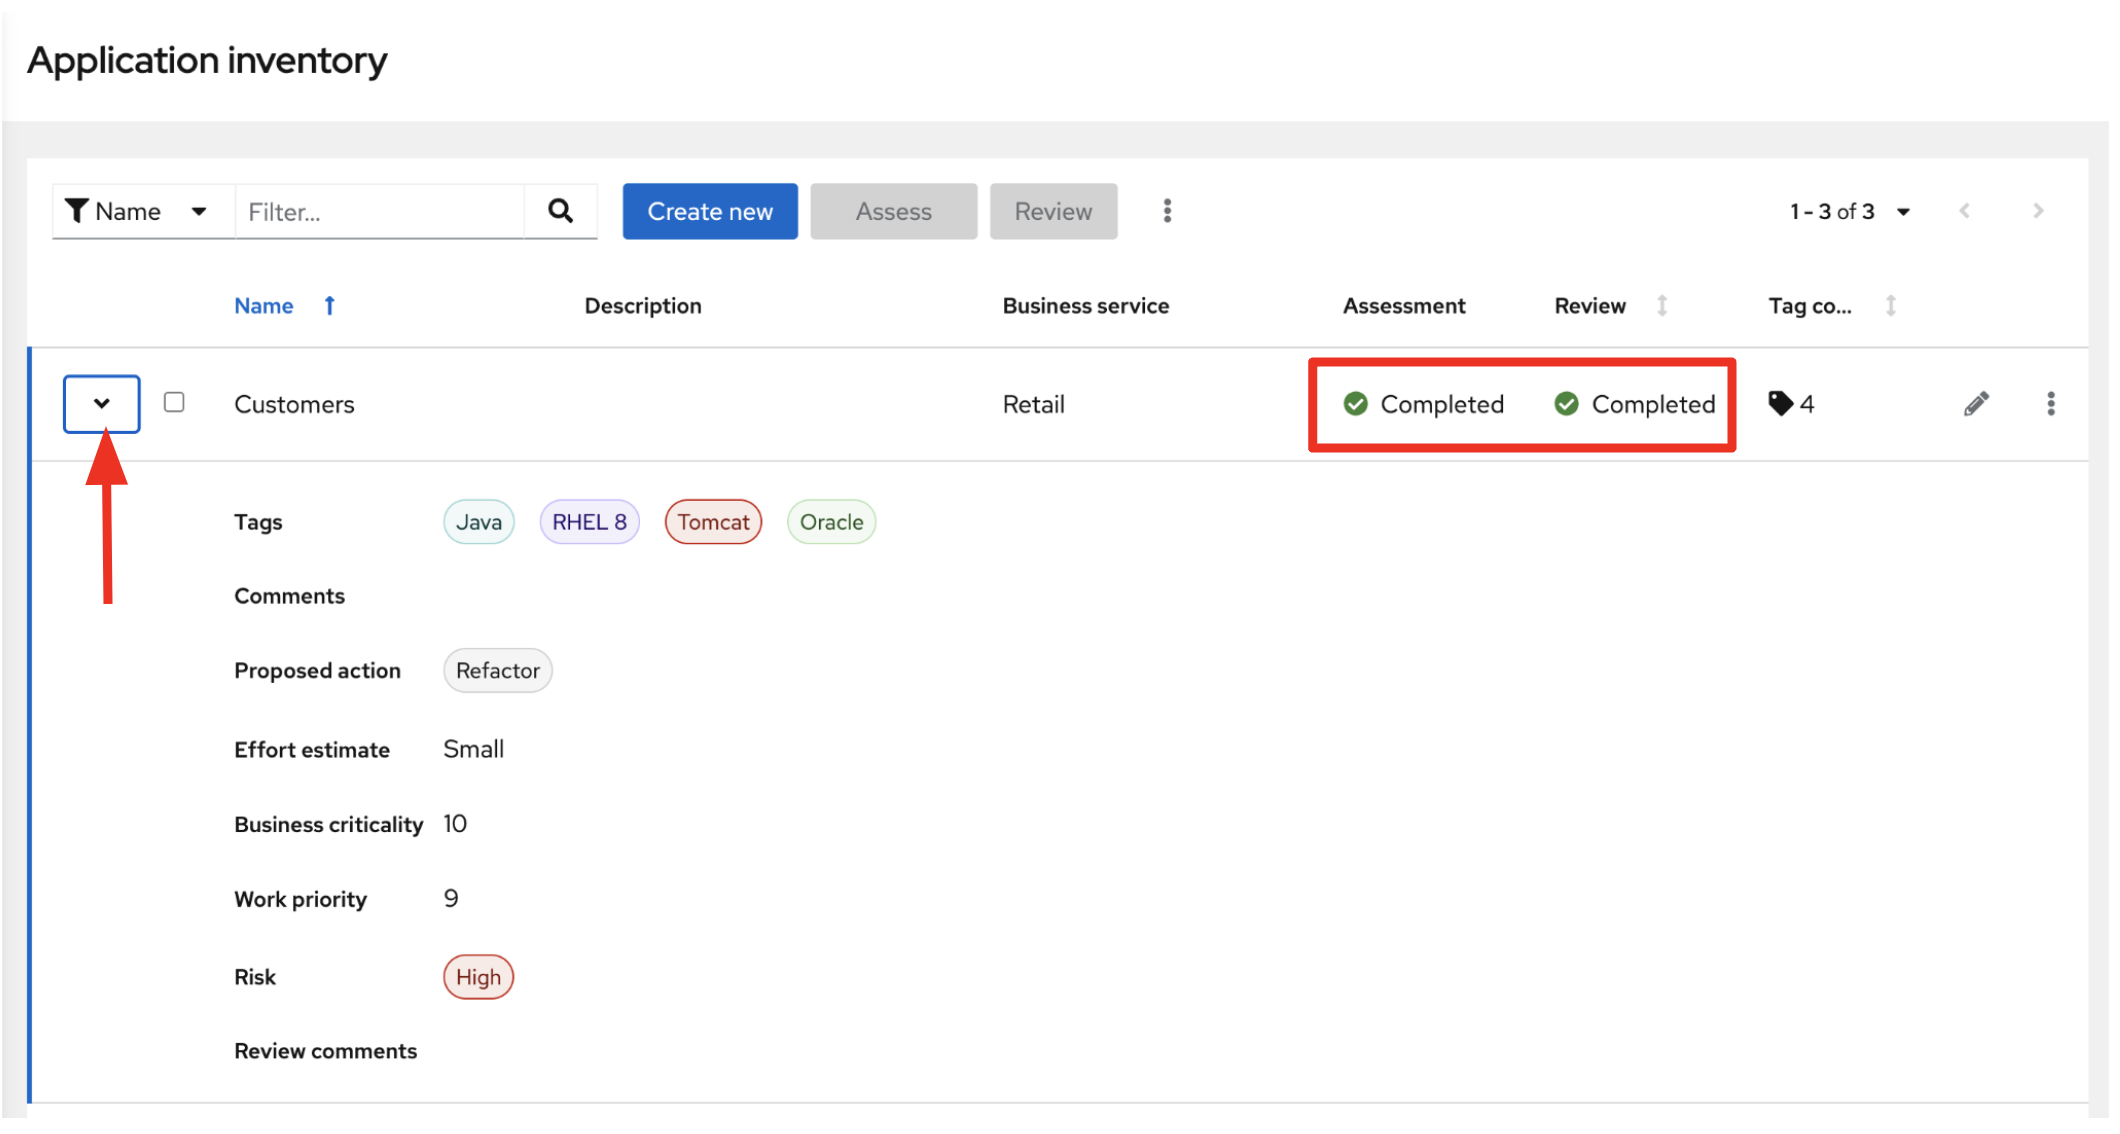 Application inventory
Name Filter... Create new Assess Review 1 - 3 of 3
Name Description Business service Assessment Review Tag co...
Customers Retail Completed Completed 4
Tags Java RHEL 8 Tomcat Oracle
Comments
Proposed action Refactor
Effort estimate Small
Business criticality 10
Work priority 9
Risk High
Review comments